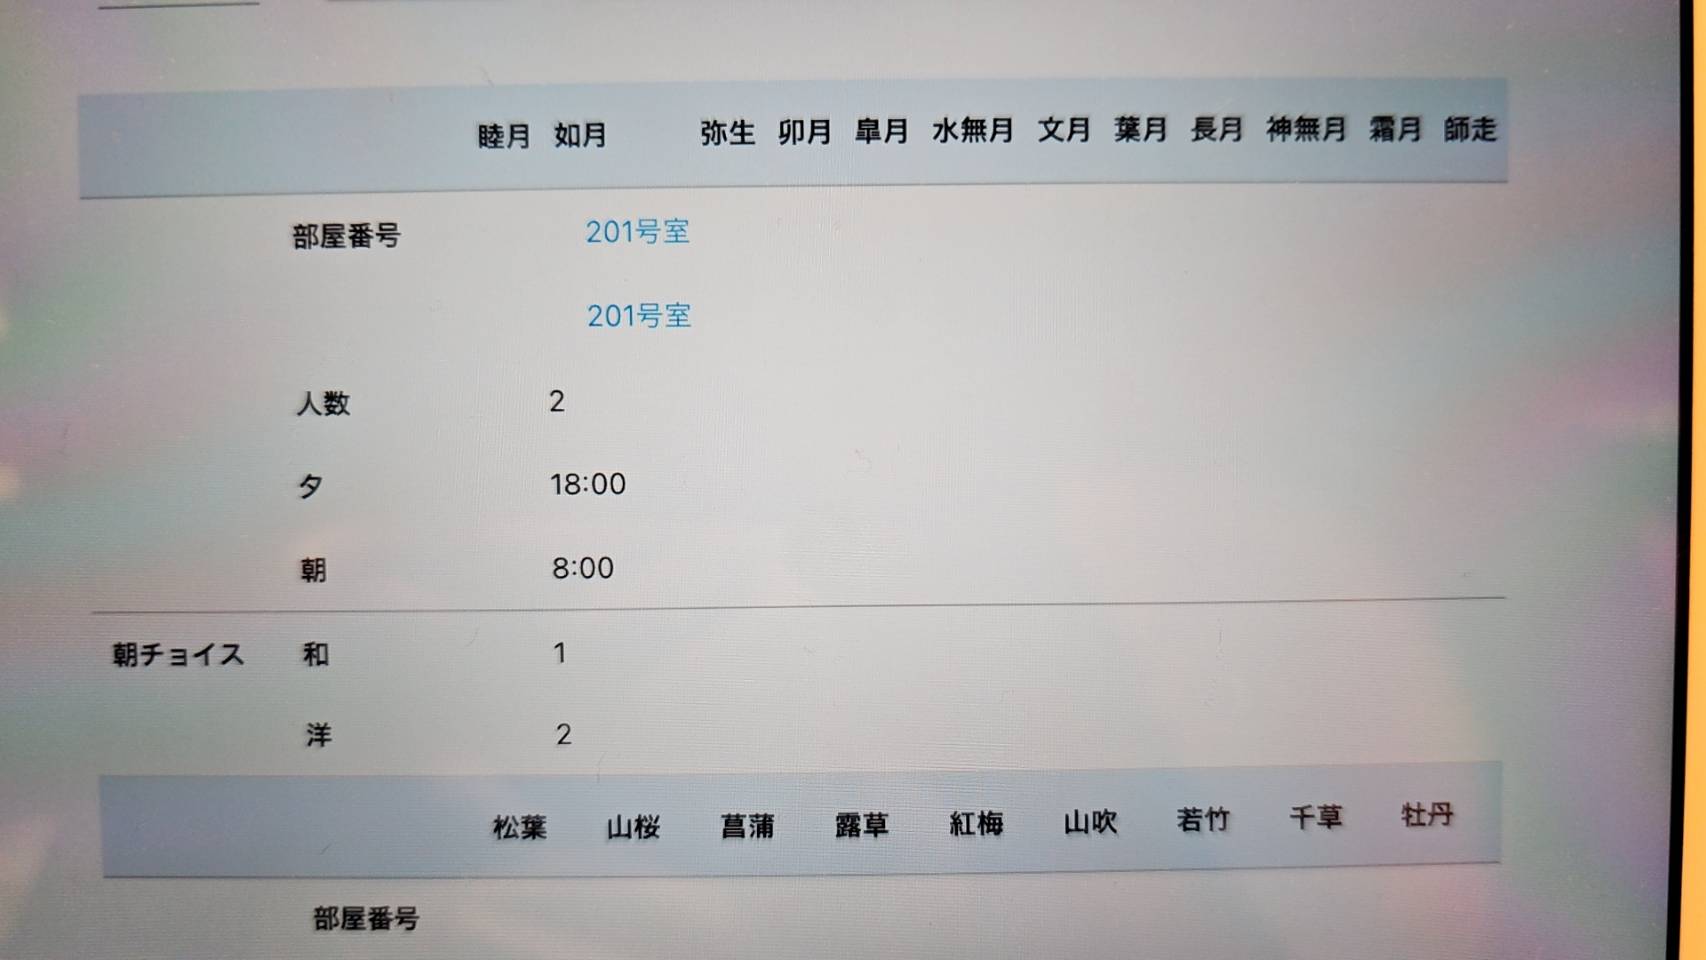 睦月 如月 弥生 卯月 皐月 水無月 文月 葉月 長月 神無月 霜月 師走
部屋番号 201号室
201号室
人数 2
夕 18:00
朝 8:00
朝チョイス 和 1
洋 2
松葉 山桜 菖蒲 露草 紅梅 山吹 若竹 千草 牡丹
部屋番号